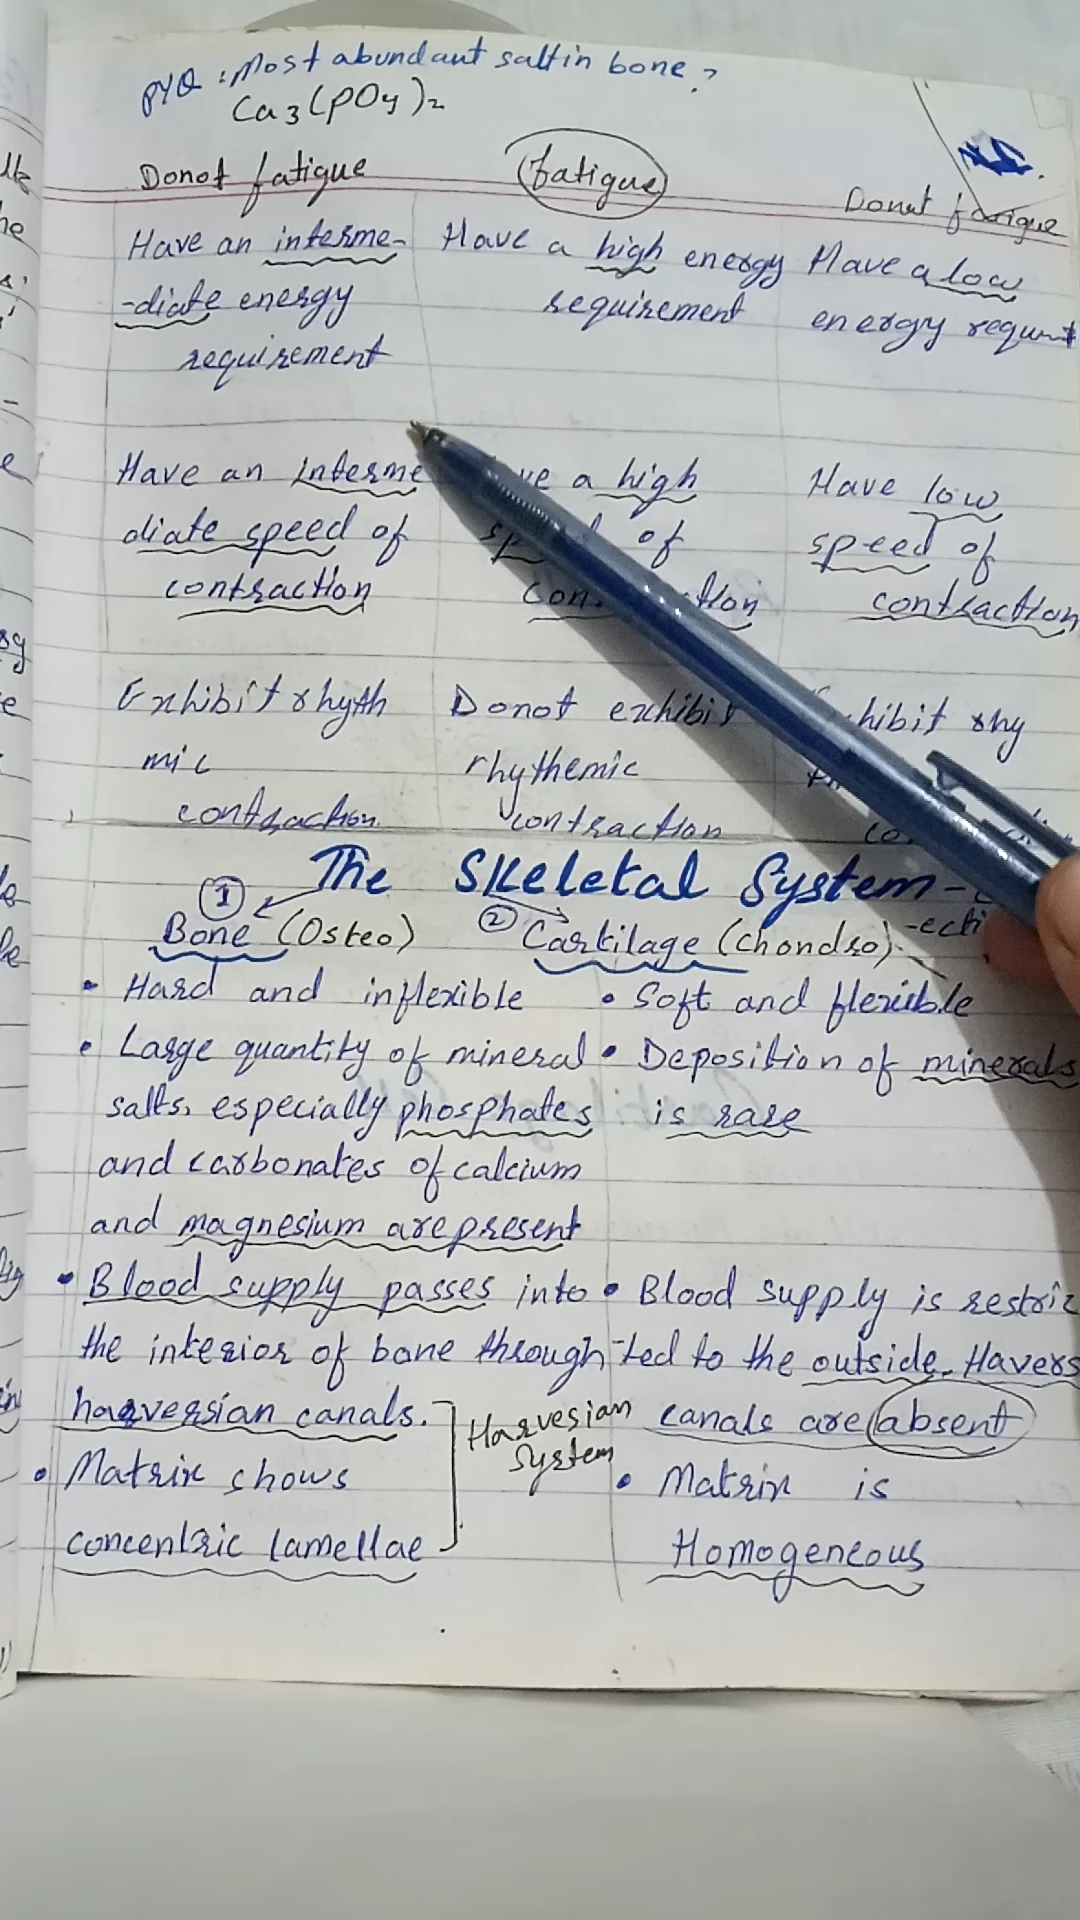 PYQ : Most abundant salt in bone ?
Ca3(PO4)2
Donot fatigue
Fatigue
Donot fatigue
Have an interme-
-diate energy
requirement
Have a high energy
requirement
Have a low
energy
Have an interme
diate speed of
contraction
a high
of
Have low
speed of
contraction
Exhibit rhyth
mic
contraction
Donot exhibit
rhythemic
contraction
rhy
The Skeletal System-
① Bone (Osteo)
② Cartilage (chondro)
• Hard and inflexible
• Large quantity of mineral
salts, especially phosphates
and carbonates of calcium
and magnesium are present
• Blood supply passes into
the interior of bone through
haversian canals.
• Matrix shows
concentric lamellae
Harvesian
System
• Soft and flexible
• Deposition of minerals
is rare
• Blood supply is restric
-ted to the outside. Havers
canals are absent
• Matrix is
Homogeneous